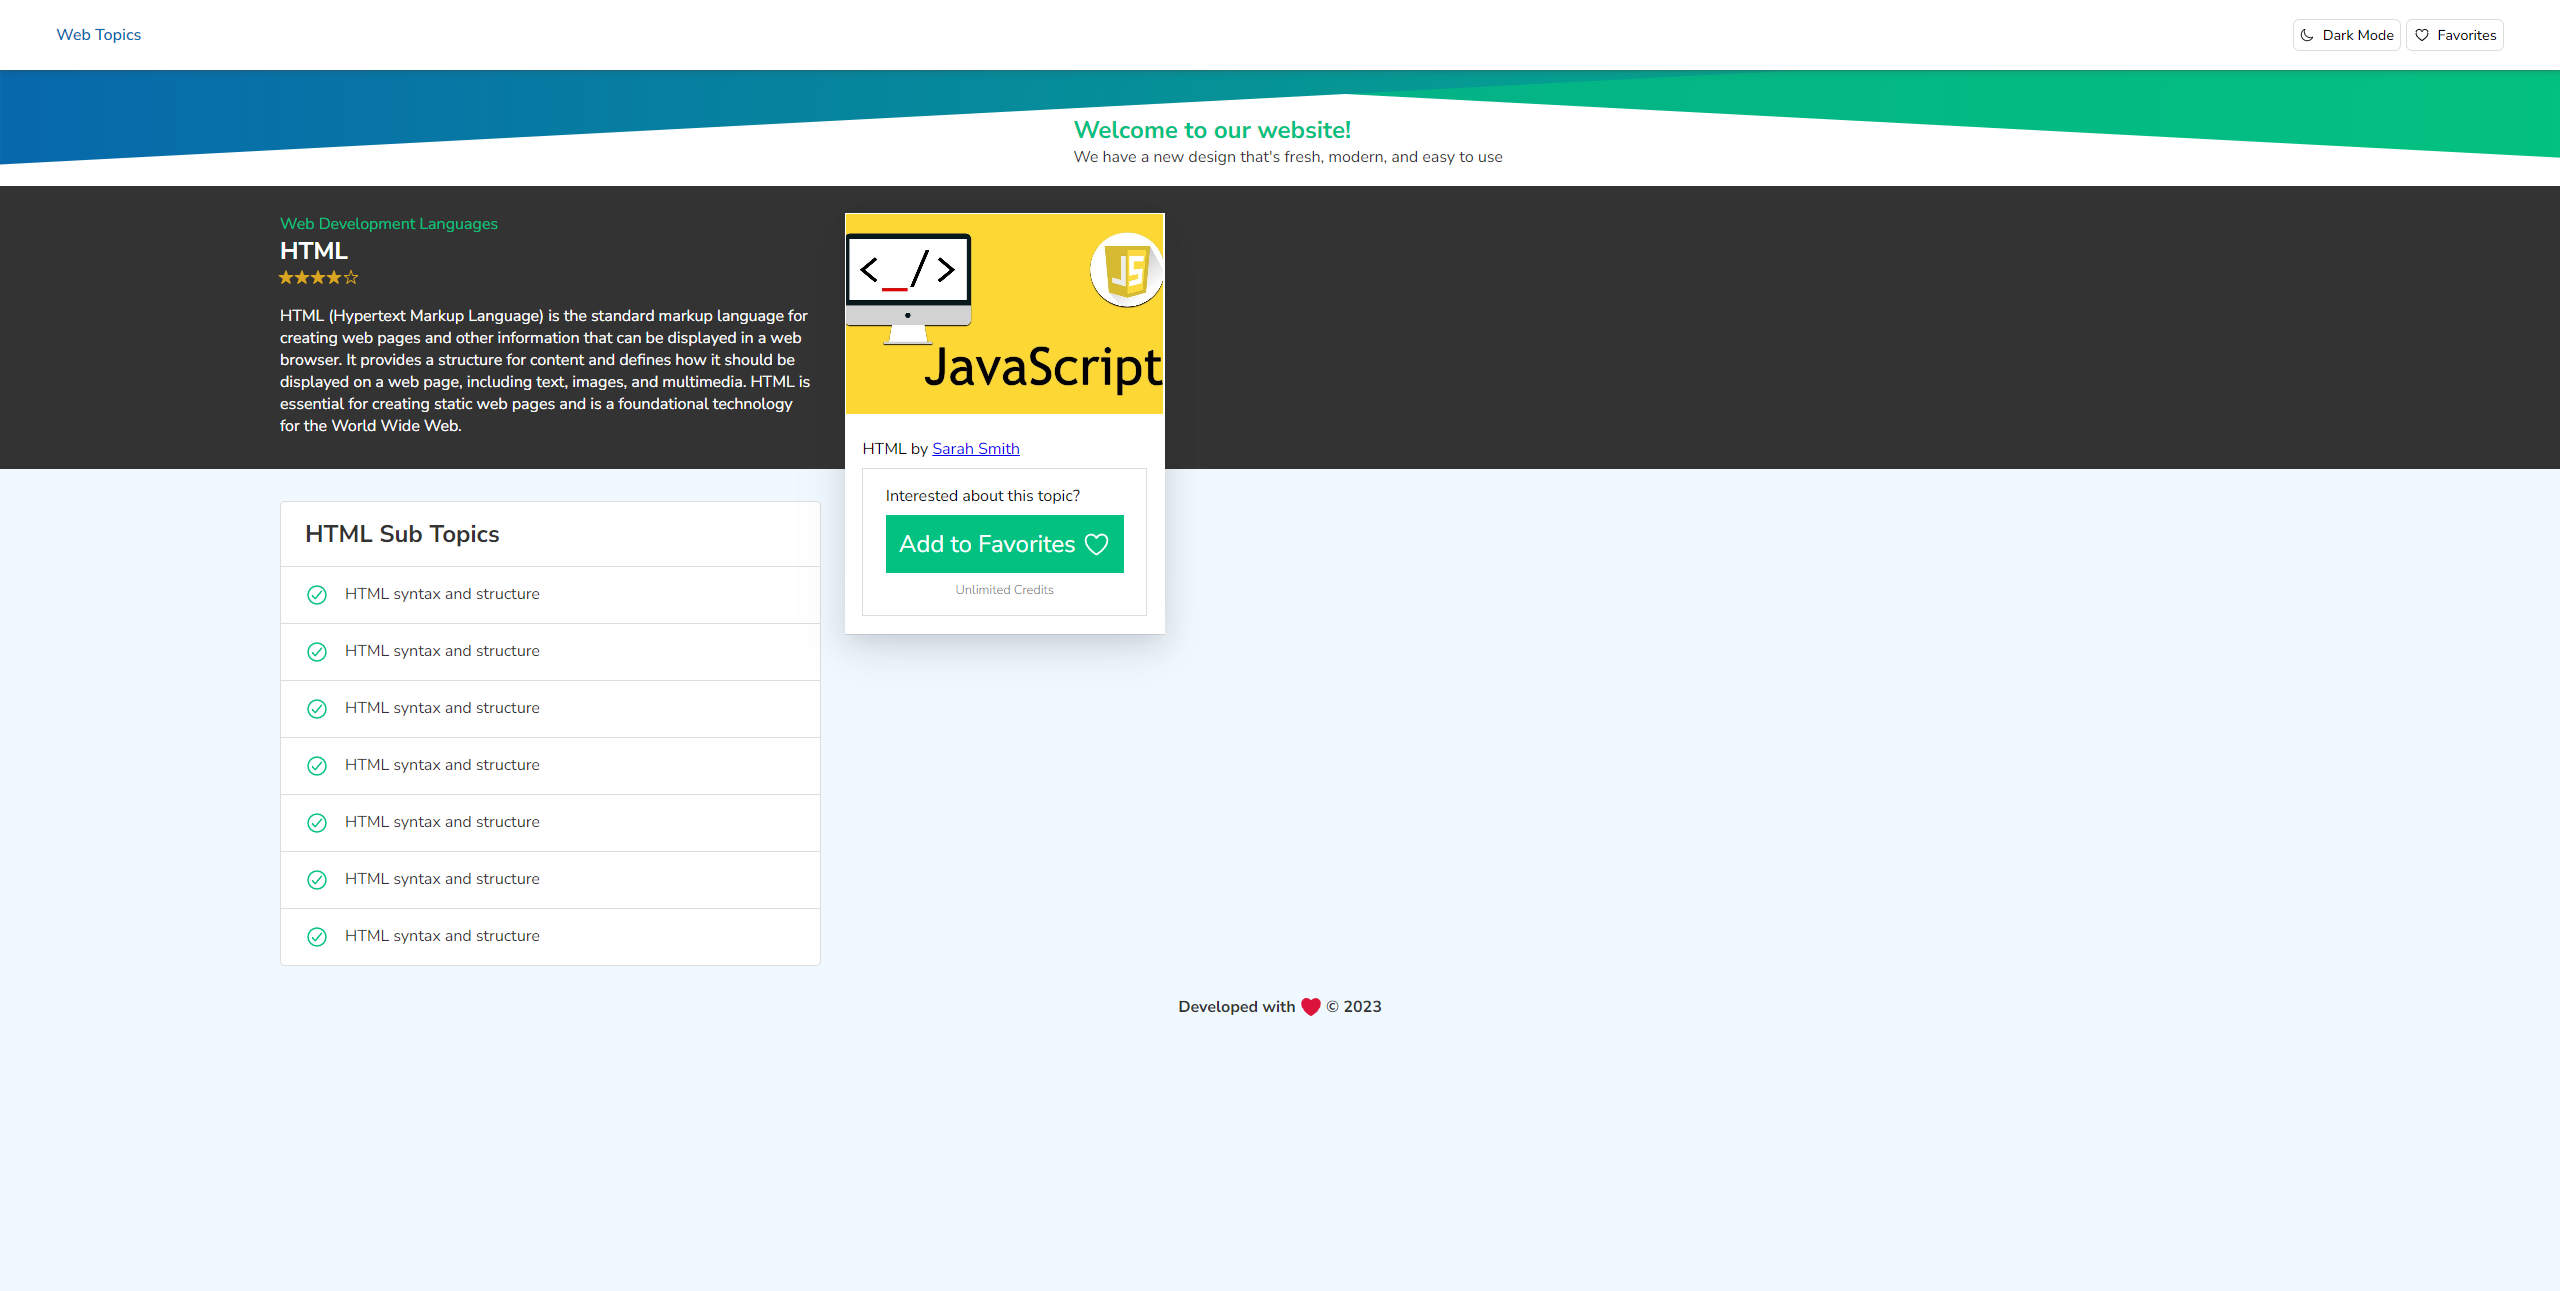 Web Topics
Dark Mode
Favorites
Welcome to our website!
We have a new design that's fresh, modern, and easy to use
Web Development Languages
HTML
HTML (Hypertext Markup Language) is the standard markup language for
creating web pages and other information that can be displayed in a web
browser. It provides a structure for content and defines how it should be
displayed on a web page, including text, images, and multimedia. HTML is
essential for creating static web pages and is a foundational technology
for the World Wide Web.
<_/>
JS
JavaScript
HTML by Sarah Smith
Interested about this topic?
Add to Favorites
Unlimited Credits
HTML Sub Topics
HTML syntax and structure
HTML syntax and structure
HTML syntax and structure
HTML syntax and structure
HTML syntax and structure
HTML syntax and structure
HTML syntax and structure
Developed with © 2023